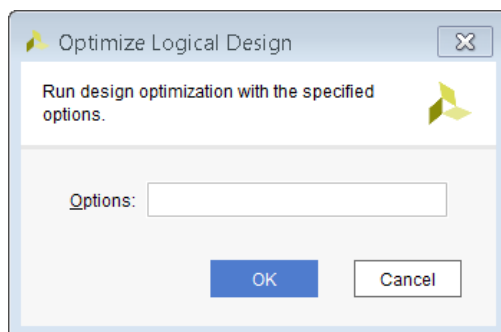 Optimize Logical Design
Run design optimization with the specified
options.
Options:
OK
Cancel